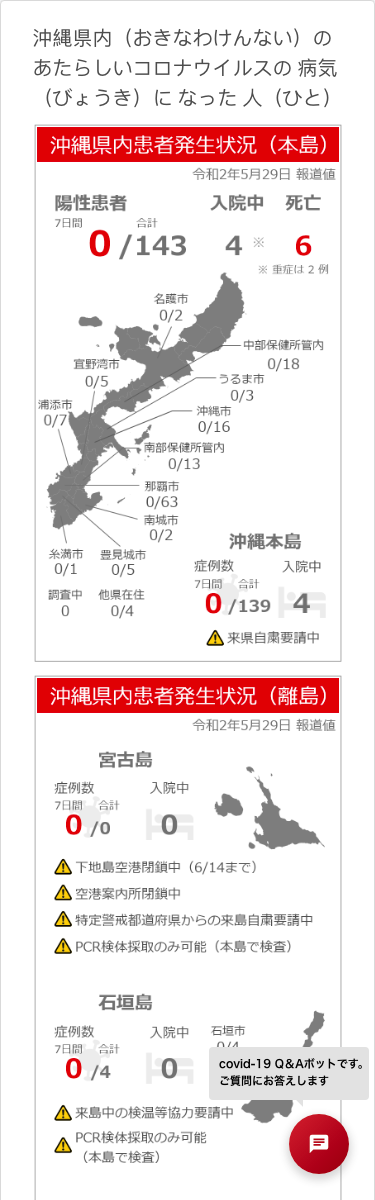 沖縄県内（おきなわけんない）の
あたらしいコロナウイルスの 病気
（びょうき）に なった 人（ひと）
沖縄県内患者発生状況（本島）
令和2年5月29日 報道値
陽性患者 入院中 死亡
7日間 合計
0 /143 4 ※ 6
※ 重症は 2 例
名護市
0/2
中部保健所管内
0/18
宜野湾市
0/5
うるま市
0/3
浦添市
0/7
沖縄市
0/16
南部保健所管内
0/13
那覇市
0/63
南城市
0/2
糸満市
0/1
豊見城市
0/5
調査中
0
他県在住
0/4
沖縄本島
症例数 入院中
7日間 合計
0 /139 4
来県自粛要請中
沖縄県内患者発生状況（離島）
令和2年5月29日 報道値
宮古島
症例数 入院中
7日間 合計
0 /0 0
下地島空港閉鎖中（6/14まで）
空港案内所閉鎖中
特定警戒都道府県からの来島自粛要請中
PCR検体採取のみ可能（本島で検査）
石垣島
症例数 入院中
7日間 合計
0 /4 0
石垣市
0/4
covid-19 Q&Aボットです。
ご質問にお答えします
来島中の検温等協力要請中
PCR検体採取のみ可能
（本島で検査）